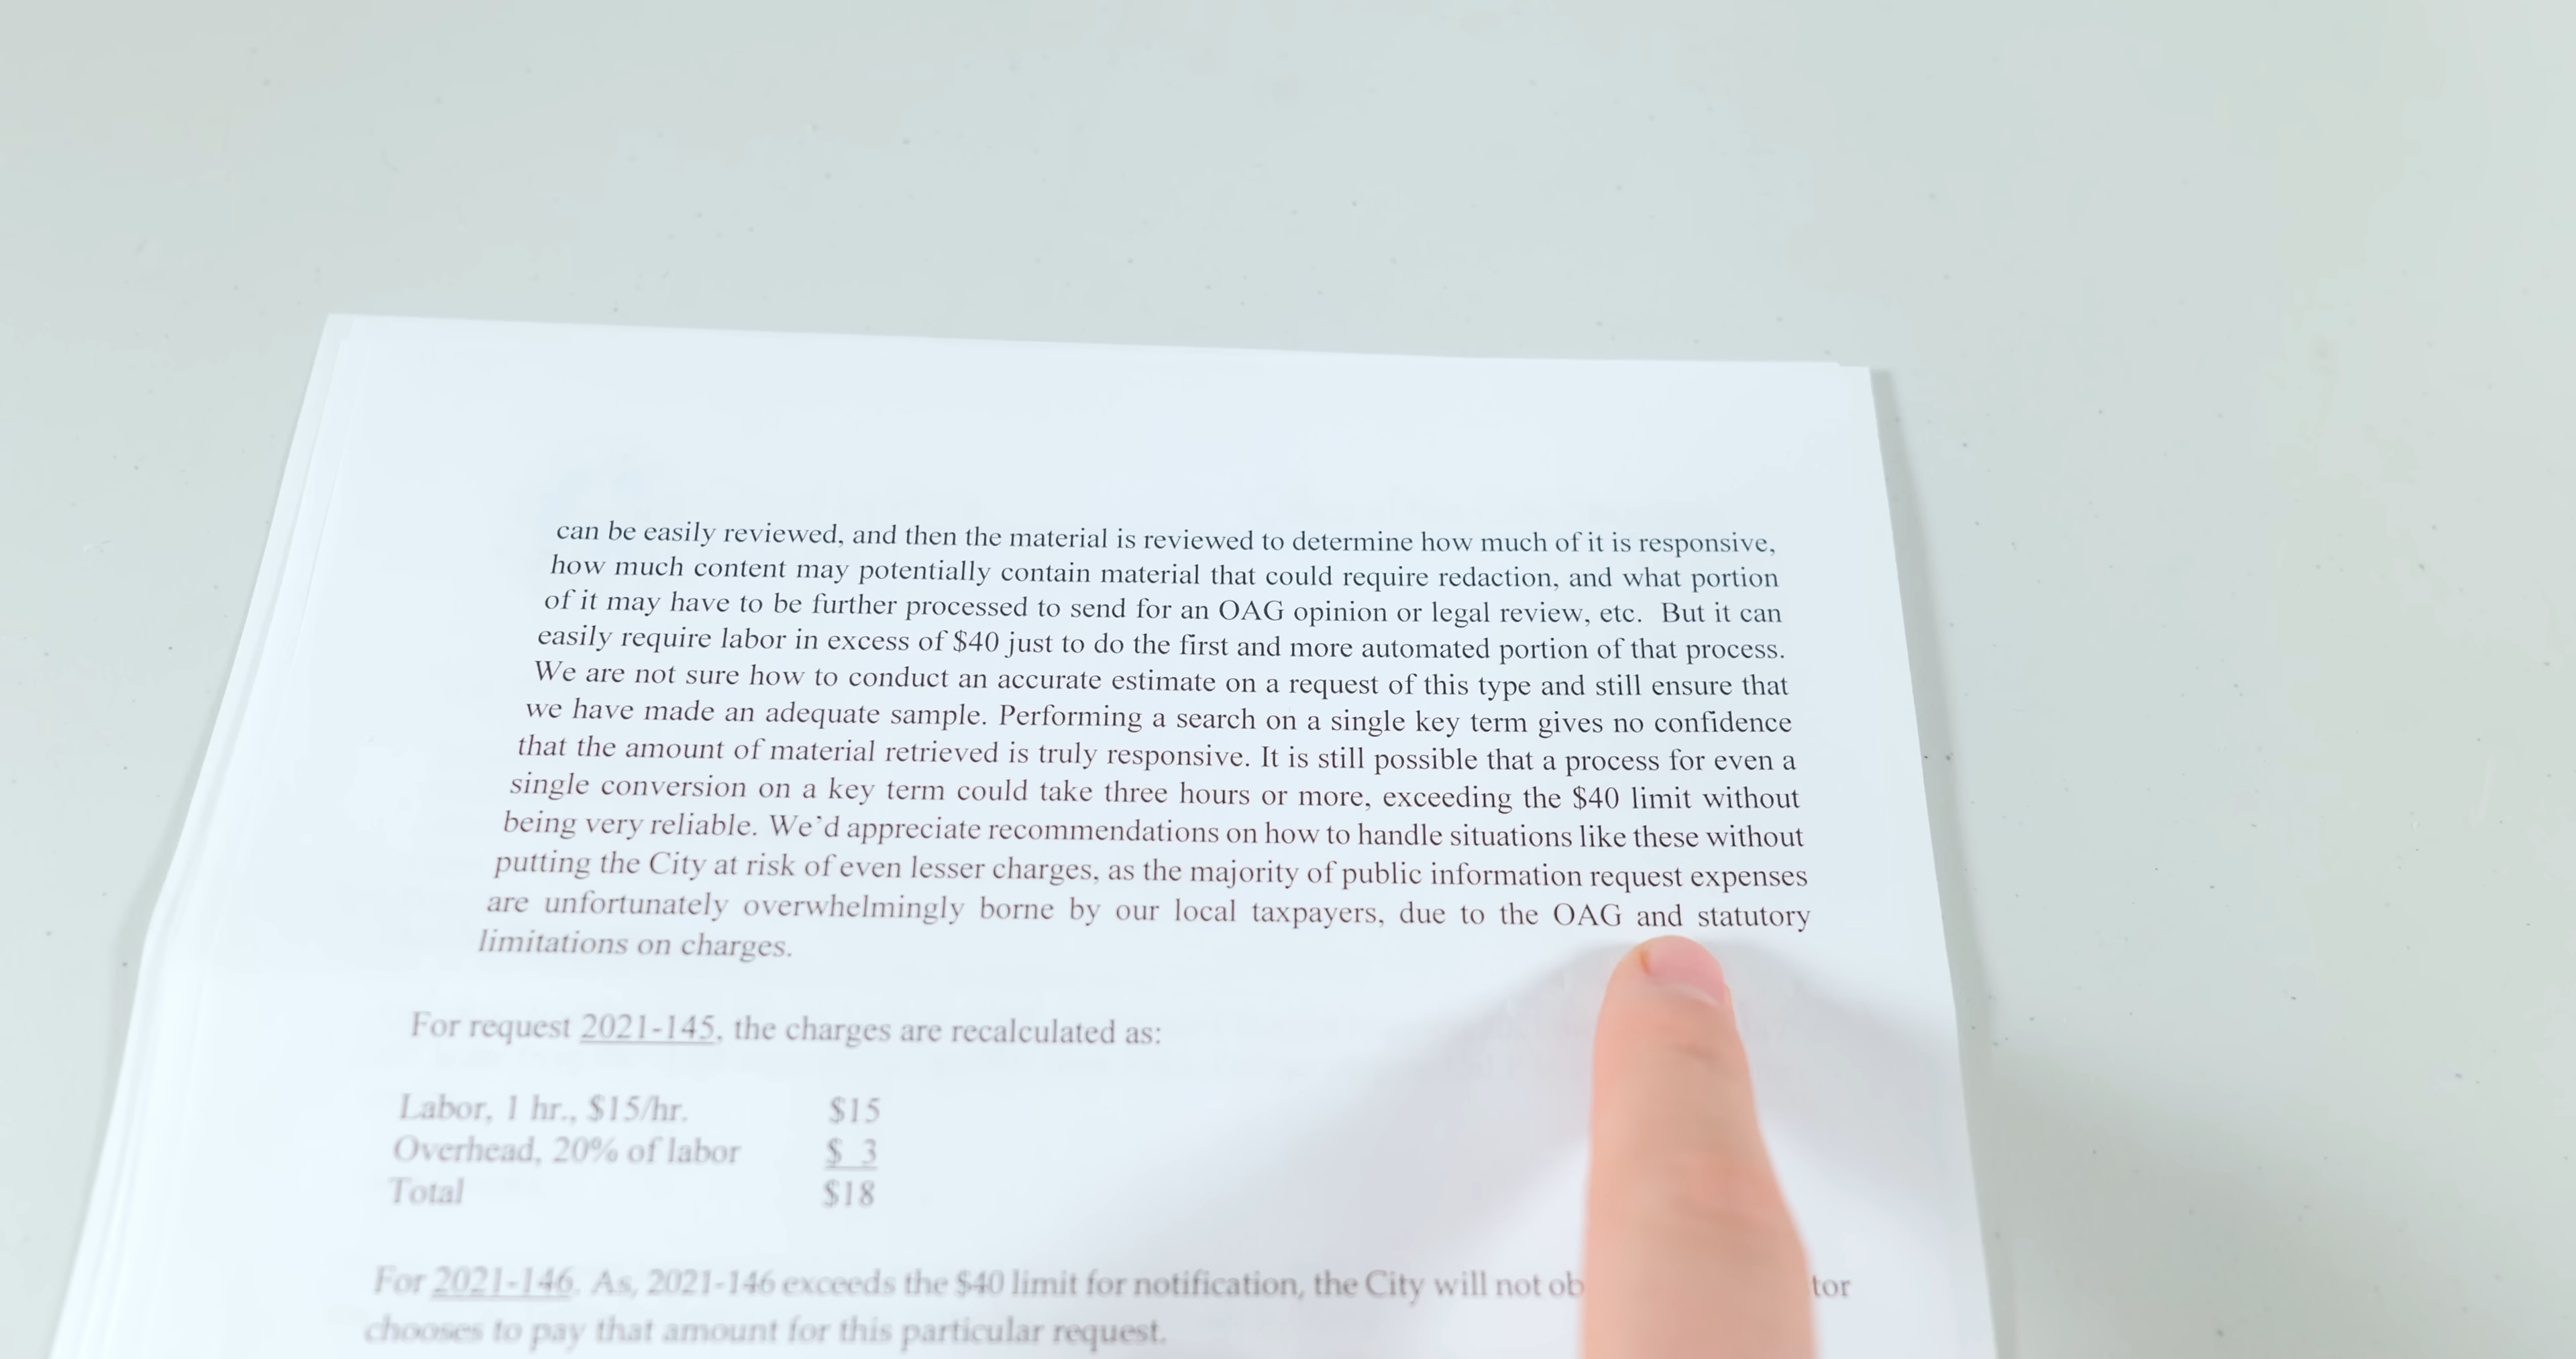 can be easily reviewed, and then the material is reviewed to determine how much of it is responsive,
how much content may potentially contain material that could require redaction, and what portion
of it may have to be further processed to send for an OAG opinion or legal review, etc. But it can
easily require labor in excess of $40 just to do the first and more automated portion of that process.
We are not sure how to conduct an accurate estimate on a request of this type and still ensure that
we have made an adequate sample. Performing a search on a single key term gives no confidence
that the amount of material retrieved is truly responsive. It is still possible that a process for even a
single conversion on a key term could take three hours or more, exceeding the $40 limit without
being very reliable. We'd appreciate recommendations on how to handle situations like these without
putting the City at risk of even lesser charges, as the majority of public information request expenses
are unfortunately overwhelmingly borne by our local taxpayers, due to the OAG and statutory
limitations on charges.
For request 2021-145, the charges are recalculated as:
Labor, 1 hr., $15/hr. $15
Overhead, 20% of labor $ 3
Total $18
For 2021-146. As, 2021-146 exceeds the $40 limit for notification, the City will not
chooses to pay that amount for this particular request.